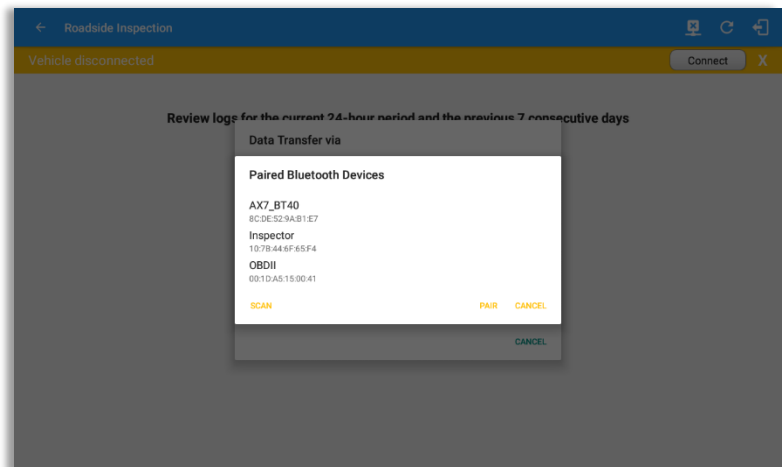 Roadside Inspection
Vehicle disconnected
Connect
X
Review logs for the current 24-hour period and the previous 7 consecutive days
Data Transfer via
Paired Bluetooth Devices
AX7_BT40
8C:DE:52:9A:B1:E7
Inspector
10:7B:44:6F:65:F4
OBDII
00:1D:A5:15:00:41
SCAN PAIR CANCEL
CANCEL